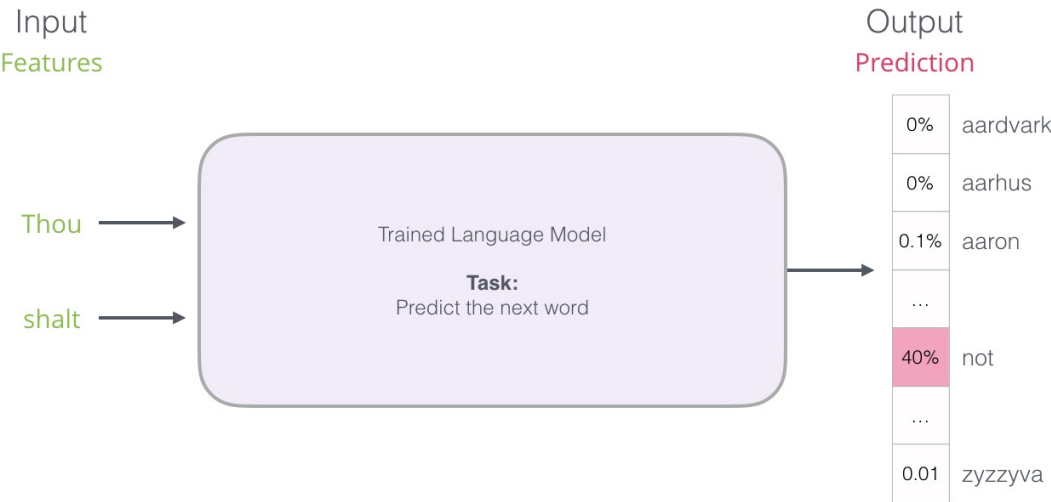 Input
Features
Thou
shalt
Trained Language Model
Task:
Predict the next word
Output
Prediction
0% aardvark
0% aarhus
0.1% aaron
...
40% not
...
0.01 zyzzyva